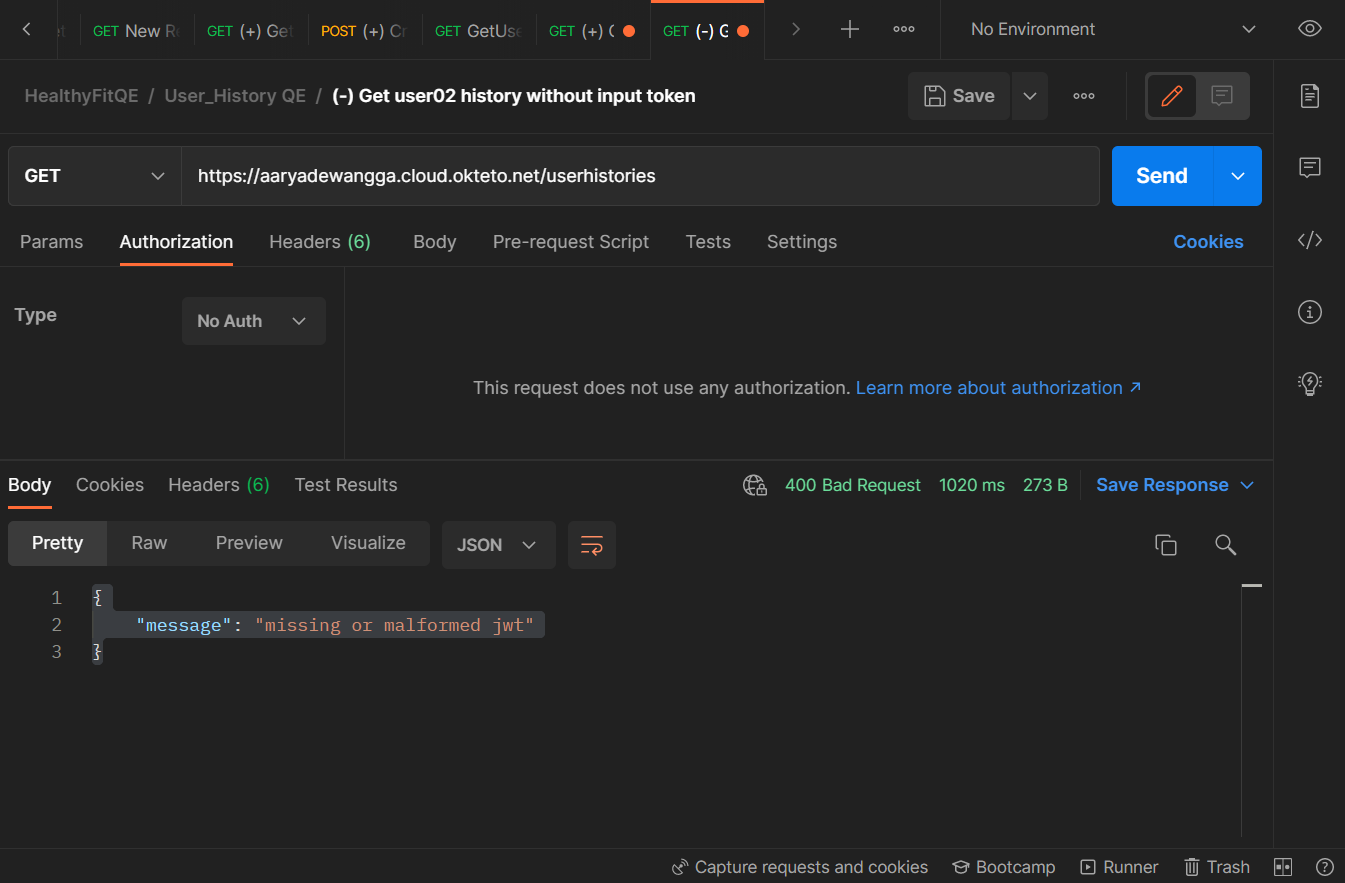 GET New R GET (+) Get POST (+) Cr GET GetUse GET (+) GET (-) No Environment
HealthyFitQE / User_History QE / (-) Get user02 history without input token Save
GET https://aaryadewangga.cloud.okteto.net/userhistories Send
Params Authorization Headers (6) Body Pre-request Script Tests Settings Cookies
Type No Auth
This request does not use any authorization. Learn more about authorization ↗
Body Cookies Headers (6) Test Results 400 Bad Request 1020 ms 273 B Save Response
Pretty Raw Preview Visualize JSON
1 {
2 "message": "missing or malformed jwt"
3 }
Capture requests and cookies Bootcamp Runner Trash